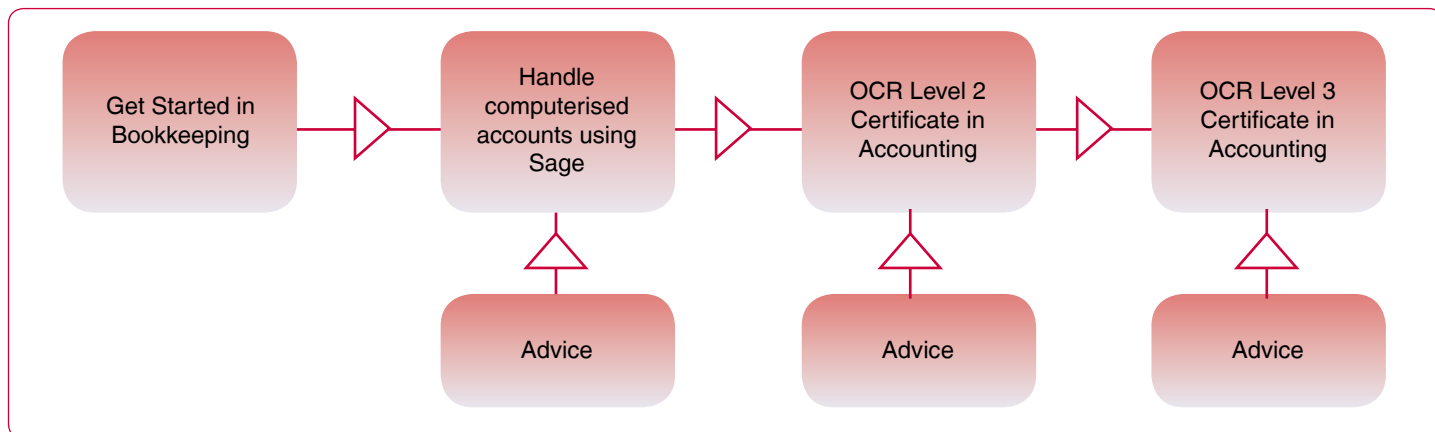 Get Started in
Bookkeeping
Handle
computerised
accounts using
Sage
OCR Level 2
Certificate in
Accounting
OCR Level 3
Certificate in
Accounting
Advice
Advice
Advice